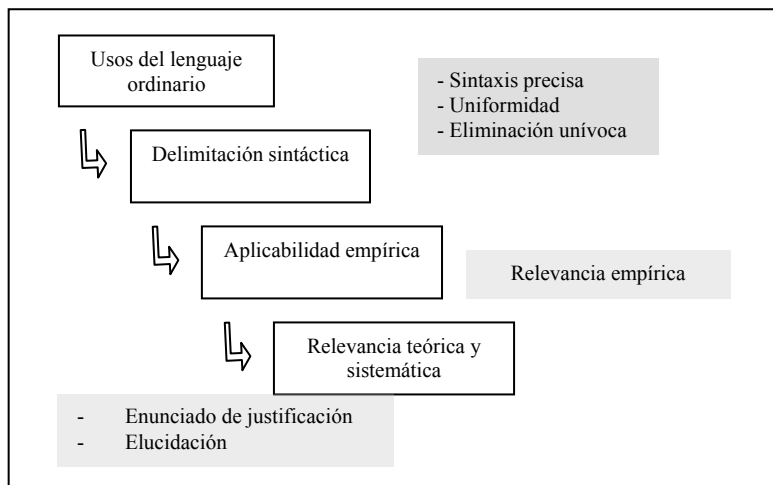 Usos del lenguaje
ordinario
- Sintaxis precisa
- Uniformidad
- Eliminación unívoca
Delimitación sintáctica
Aplicabilidad empírica
Relevancia empírica
Relevancia teórica y
sistemática
- Enunciado de justificación
- Elucidación